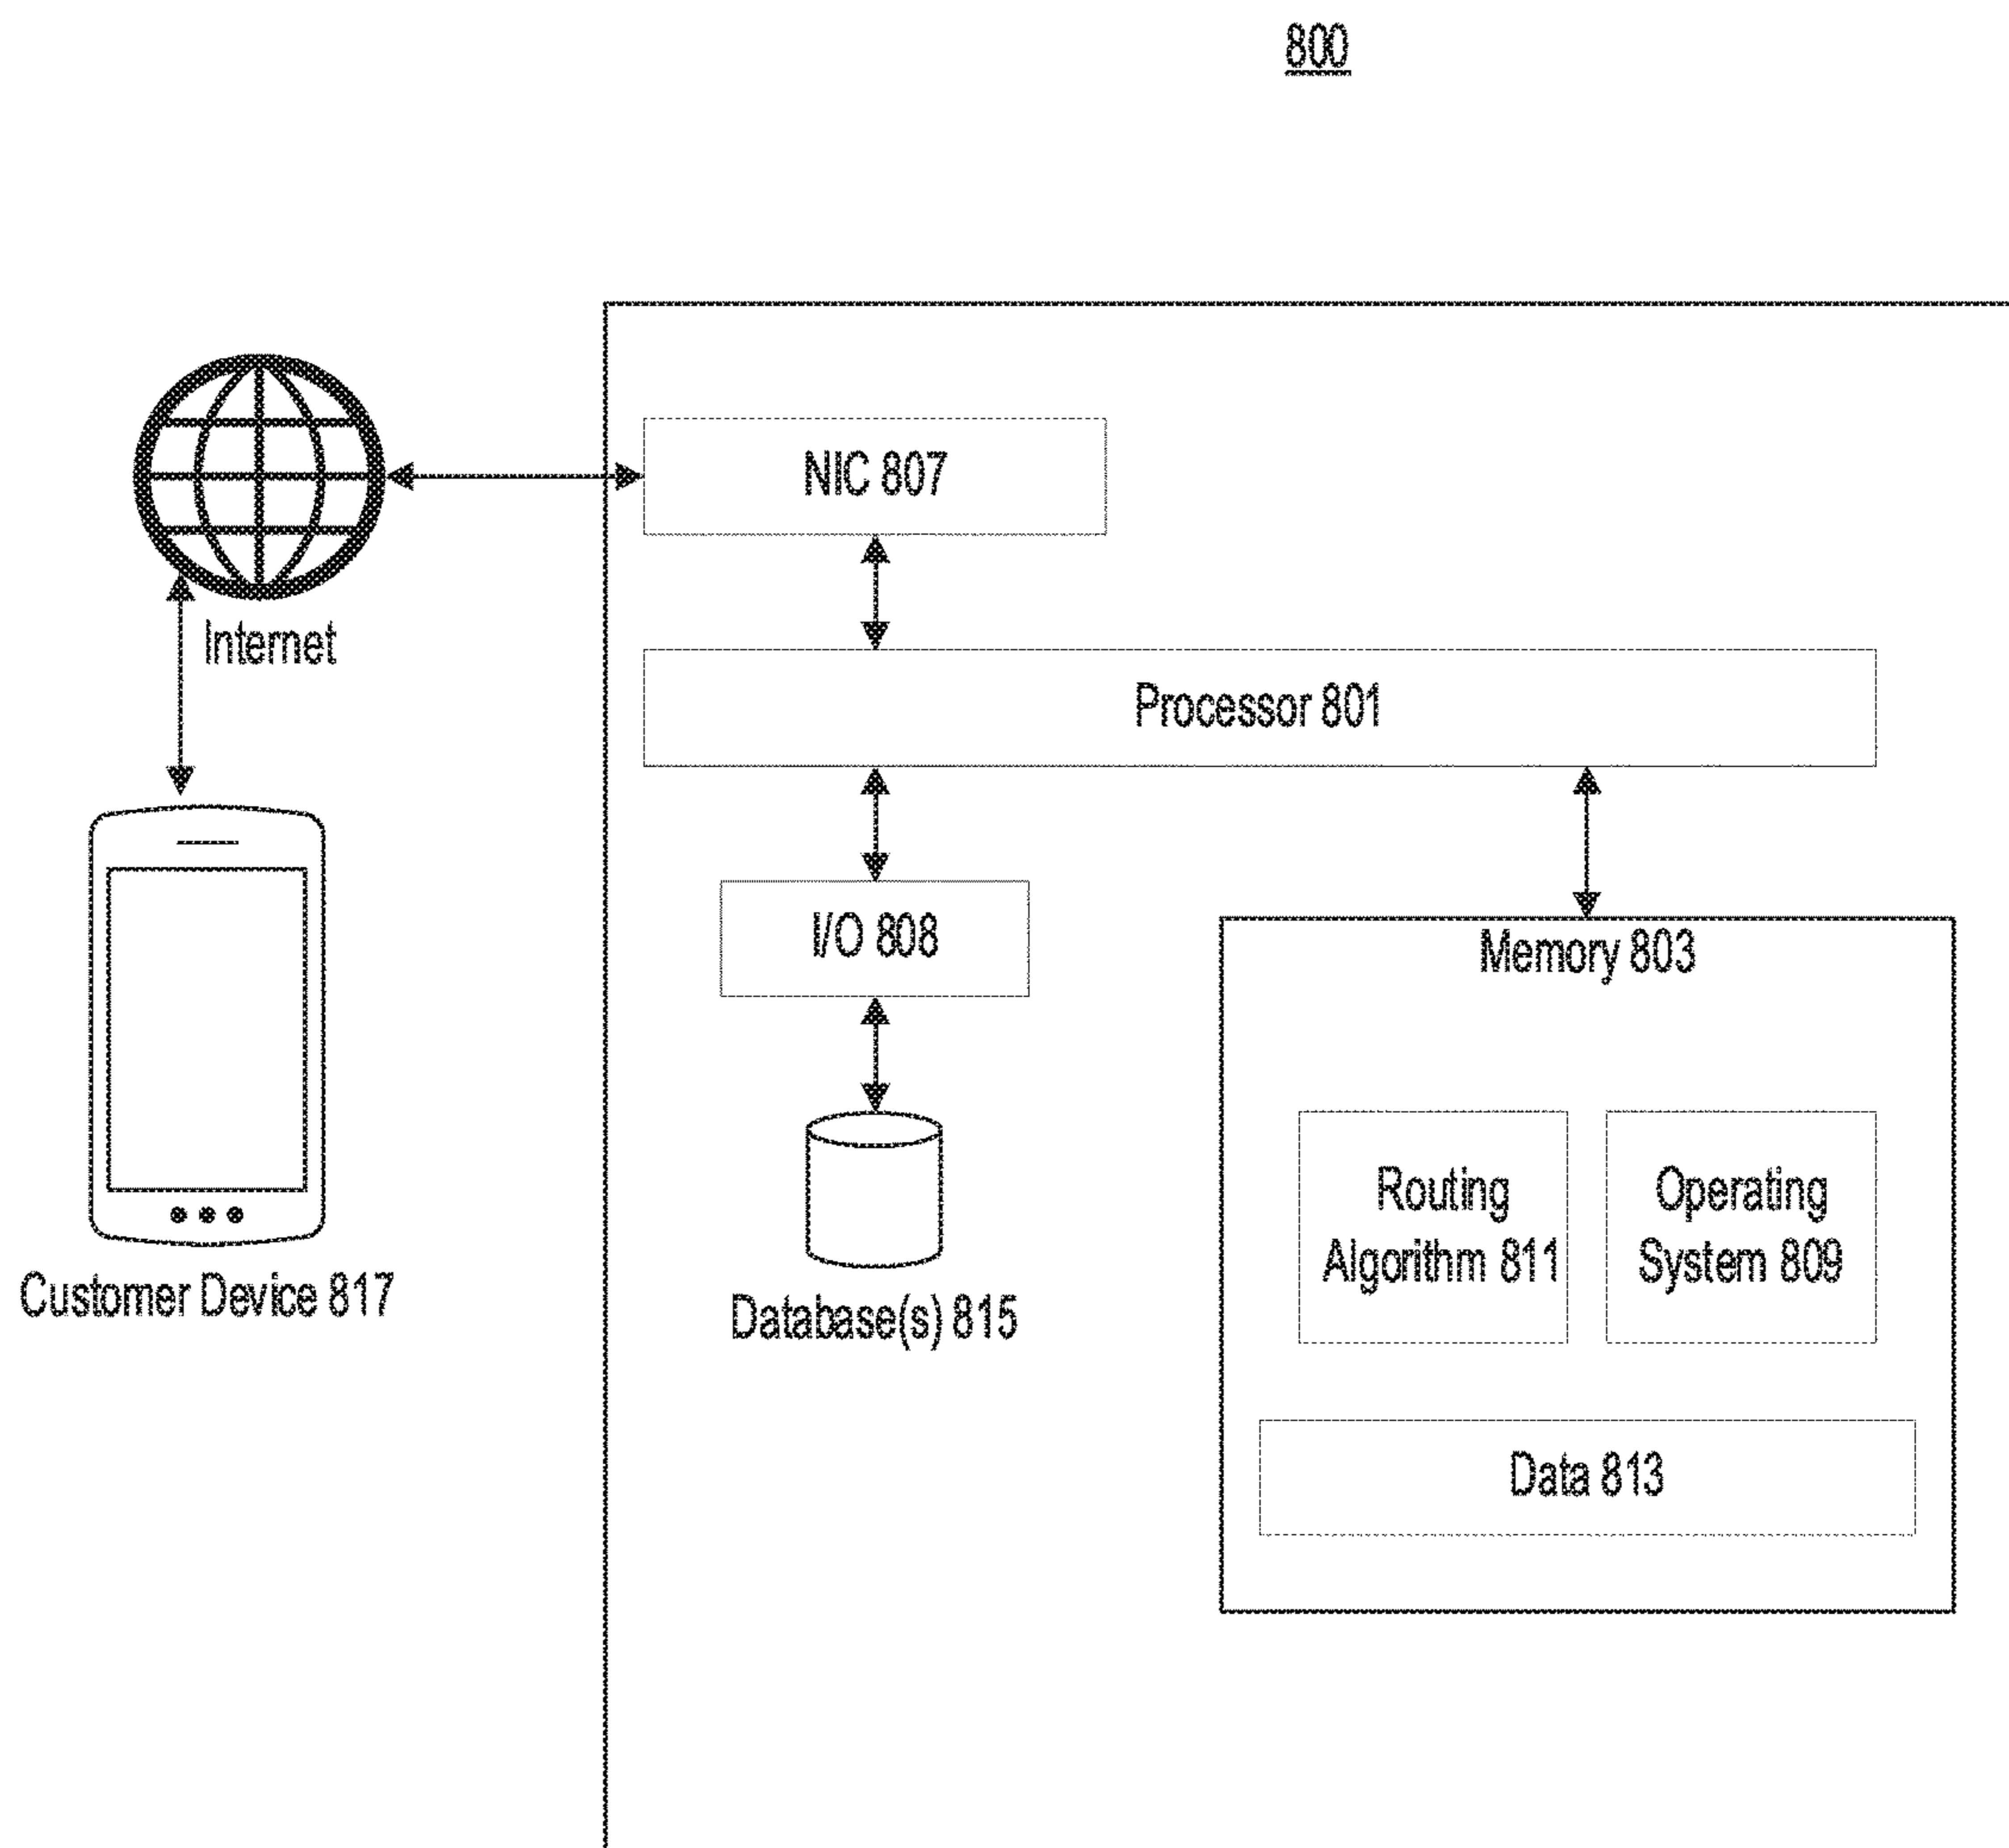 800
NIC 807
Internet
Processor 801
I/O 808
Memory 803
Routing
Algorithm 811
Operating
System 809
Customer Device 817
Database(s) 815
Data 813